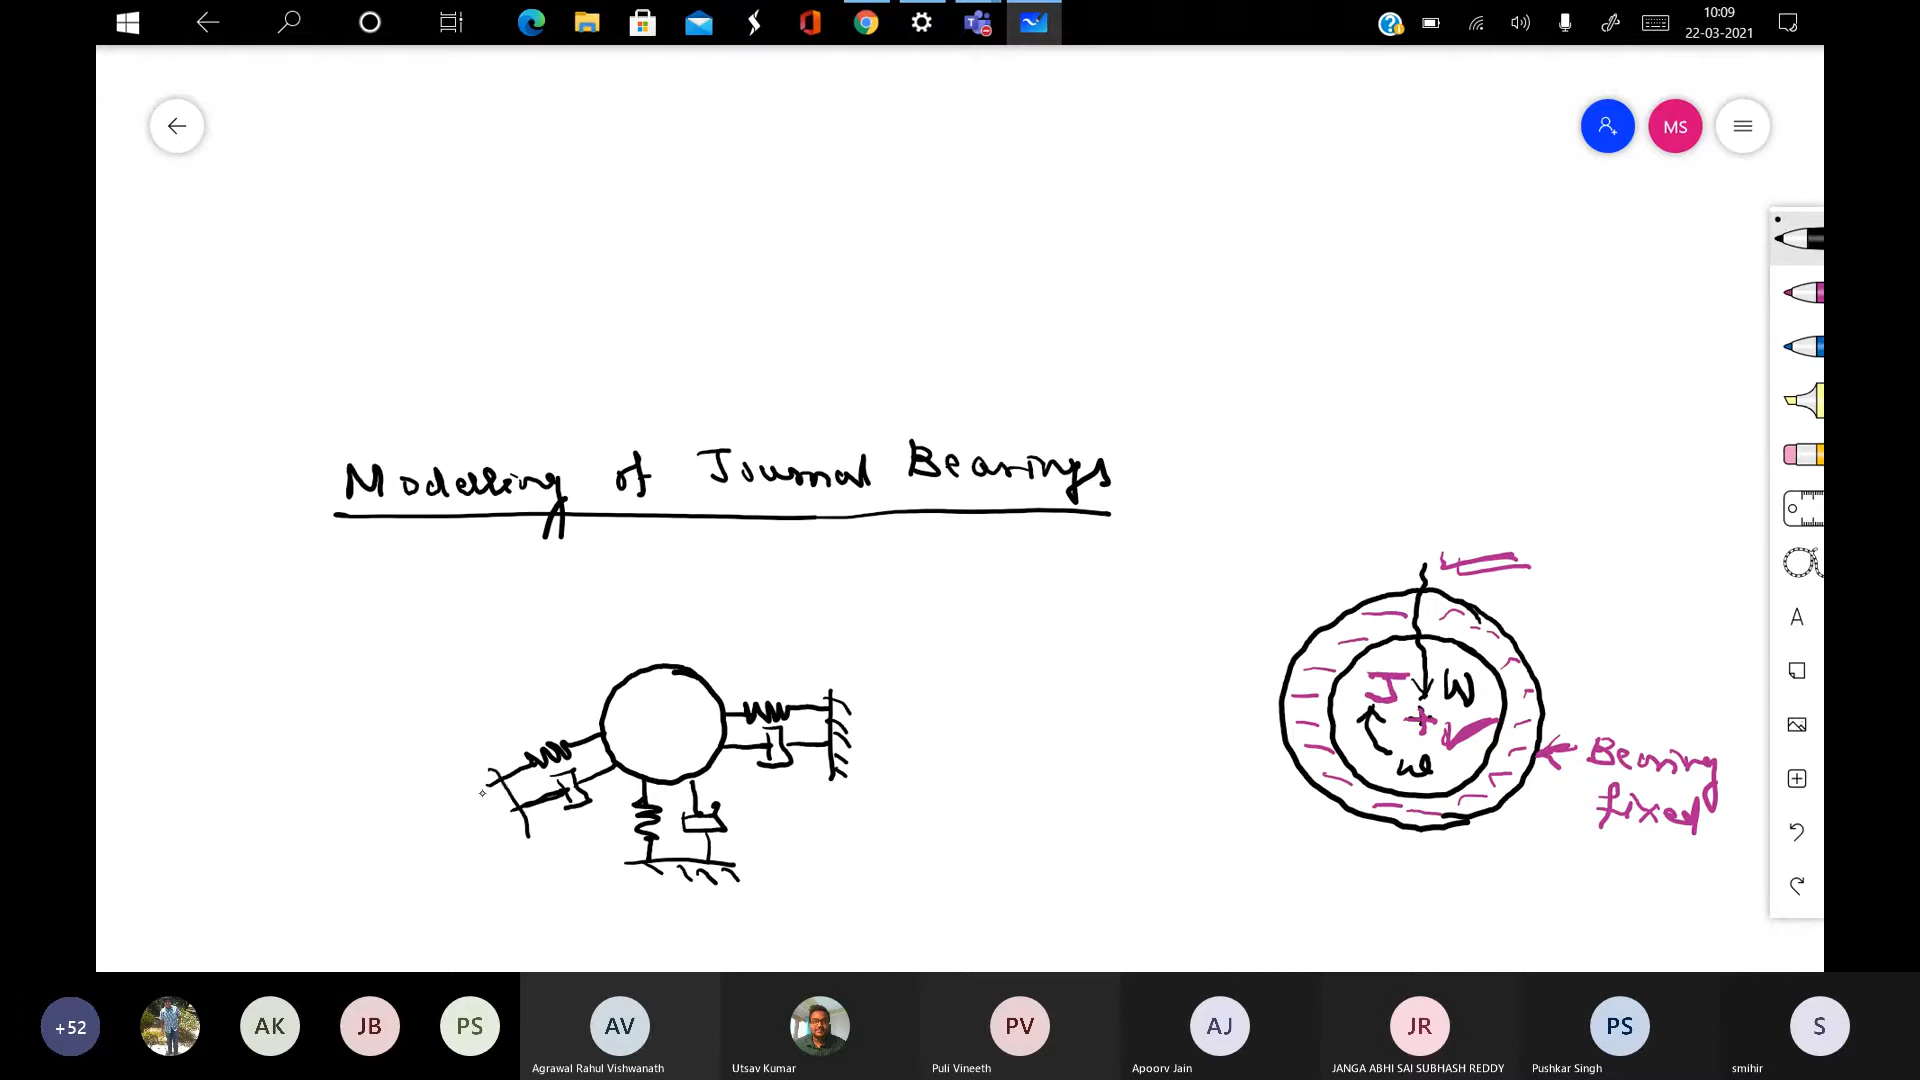 10:09
22-03-2021
MS
Modelling of Journal Bearings
J W
ω
Bearing
fixed
A
+52
AK
JB
PS
AV
PV
AJ
JR
PS
S
Agrawal Rahul Vishwanath
Utsav Kumar
Puli Vineeth
Apoorv Jain
JANGA ABHI SAI SUBHASH REDDY
Pushkar Singh
smihir